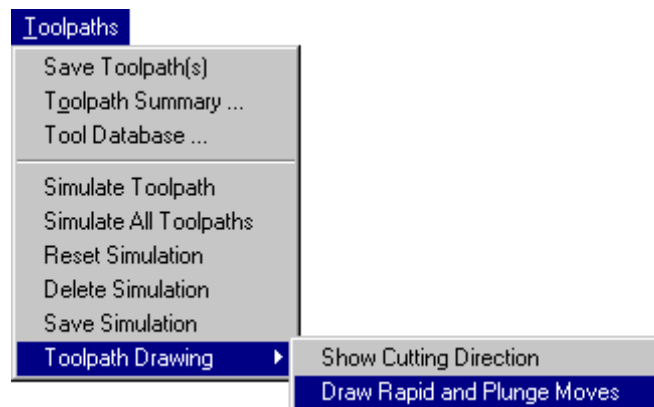 Toolpaths
Save Toolpath(s)
Toolpath Summary ...
Tool Database ...
Simulate Toolpath
Simulate All Toolpaths
Reset Simulation
Delete Simulation
Save Simulation
Toolpath Drawing
Show Cutting Direction
Draw Rapid and Plunge Moves